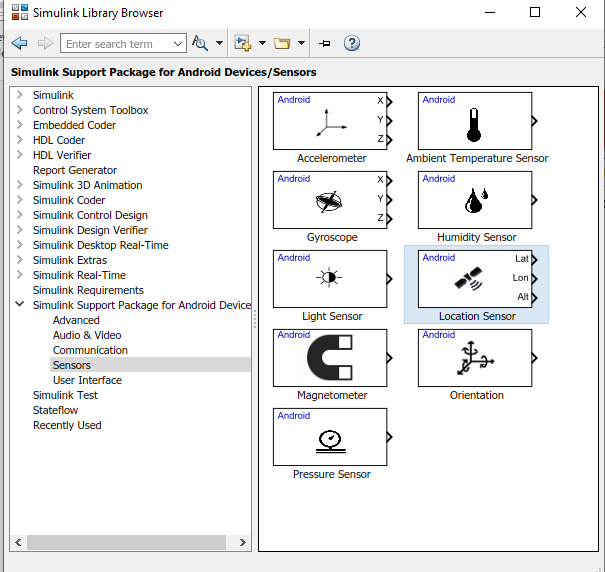 Simulink Library Browser
Enter search term
Simulink Support Package for Android Devices/Sensors
Simulink
Control System Toolbox
Embedded Coder
HDL Coder
HDL Verifier
Report Generator
Simulink 3D Animation
Simulink Coder
Simulink Control Design
Simulink Design Verifier
Simulink Desktop Real-Time
Simulink Extras
Simulink Real-Time
Simulink Requirements
Simulink Support Package for Android Device
Advanced
Audio & Video
Communication
Sensors
User Interface
Simulink Test
Stateflow
Recently Used
Android
X
Y
Z
Accelerometer
Android
Ambient Temperature Sensor
Android
X
Y
Z
Gyroscope
Android
Humidity Sensor
Android
Light Sensor
Android
Lat
Lon
Alt
Location Sensor
Android
Magnetometer
Android
Orientation
Android
Pressure Sensor